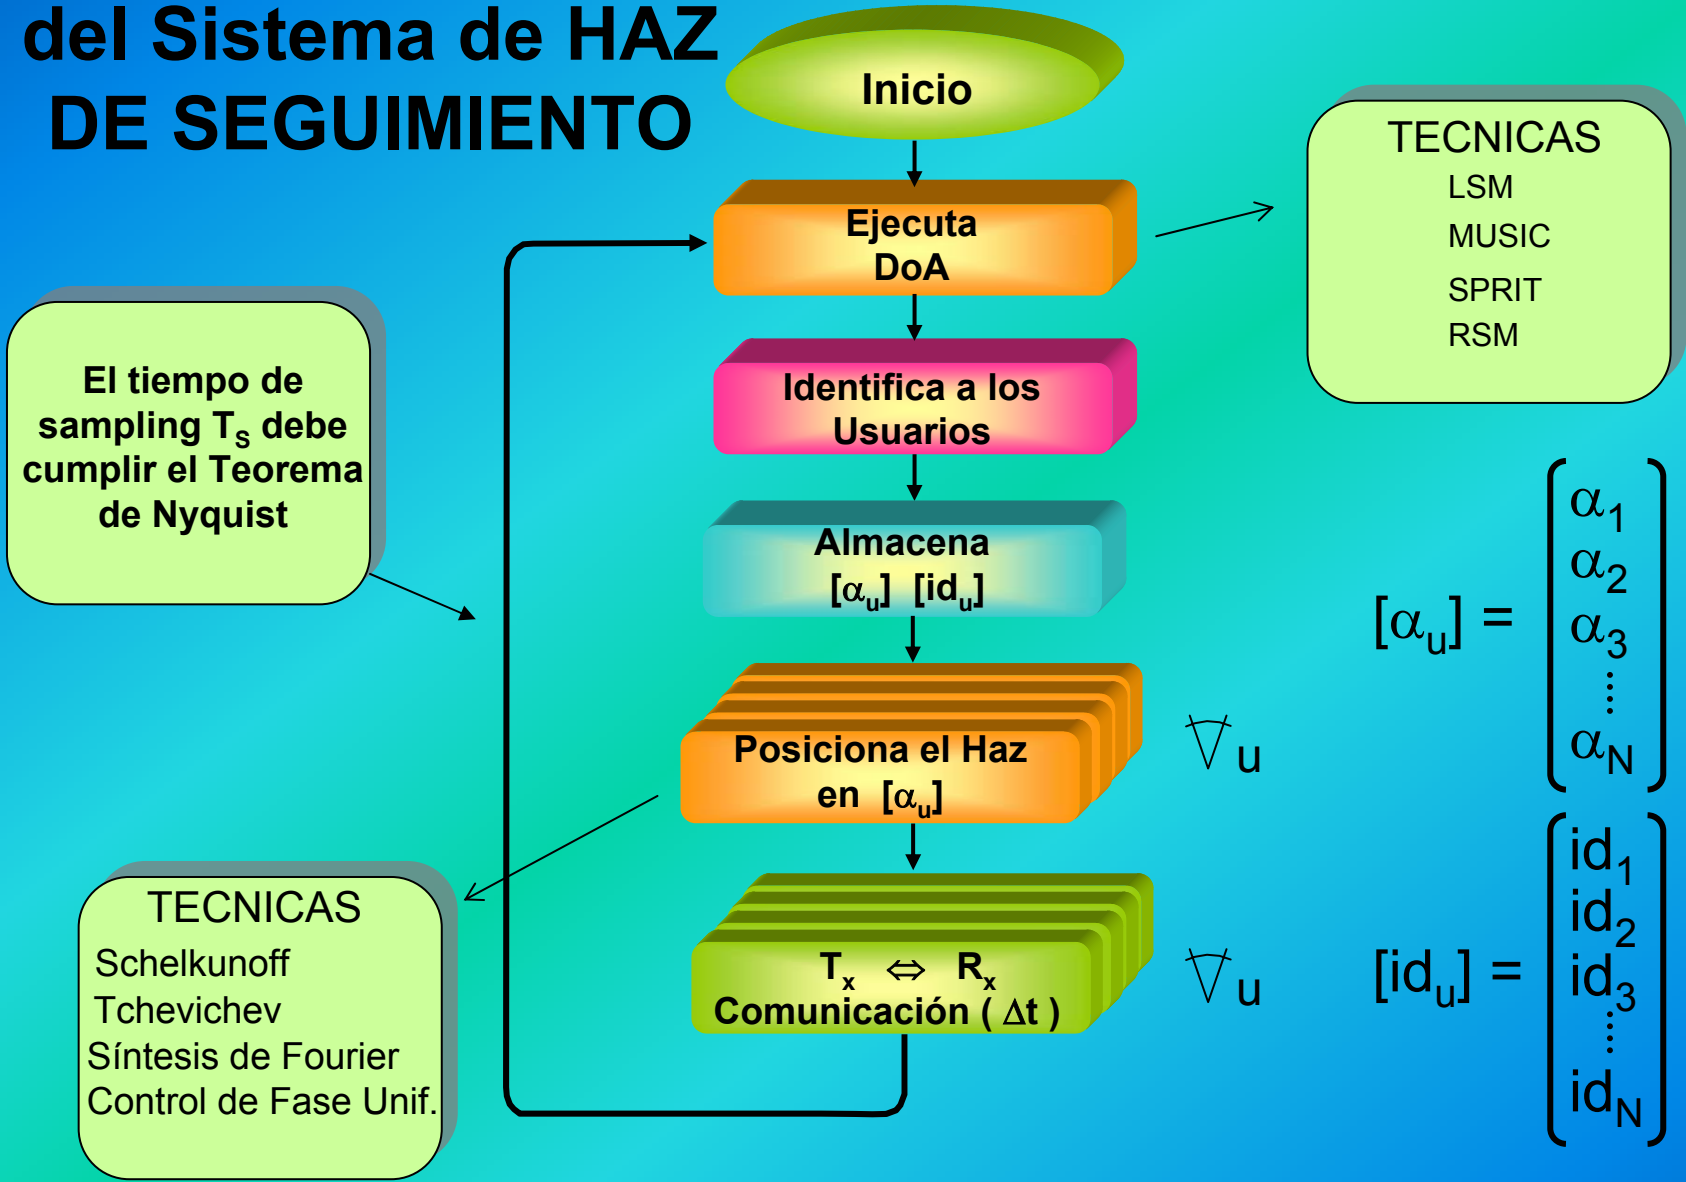 del Sistema de HAZ
DE SEGUIMIENTO
Inicio
Ejecuta
DoA
Identifica a los
Usuarios
Almacena
[αu] [idu]
Posiciona el Haz
en [αu]
Tx ⇔ Rx
Comunicación ( Δt )
TECNICAS
LSM
MUSIC
SPRIT
RSM
El tiempo de
sampling TS debe
cumplir el Teorema
de Nyquist
TECNICAS
Schelkunoff
Tchevichev
Síntesis de Fourier
Control de Fase Unif.
∀u
∀u
[αu] =
α1
α2
α3
....
αN
[idu] =
id1
id2
id3
....
idN